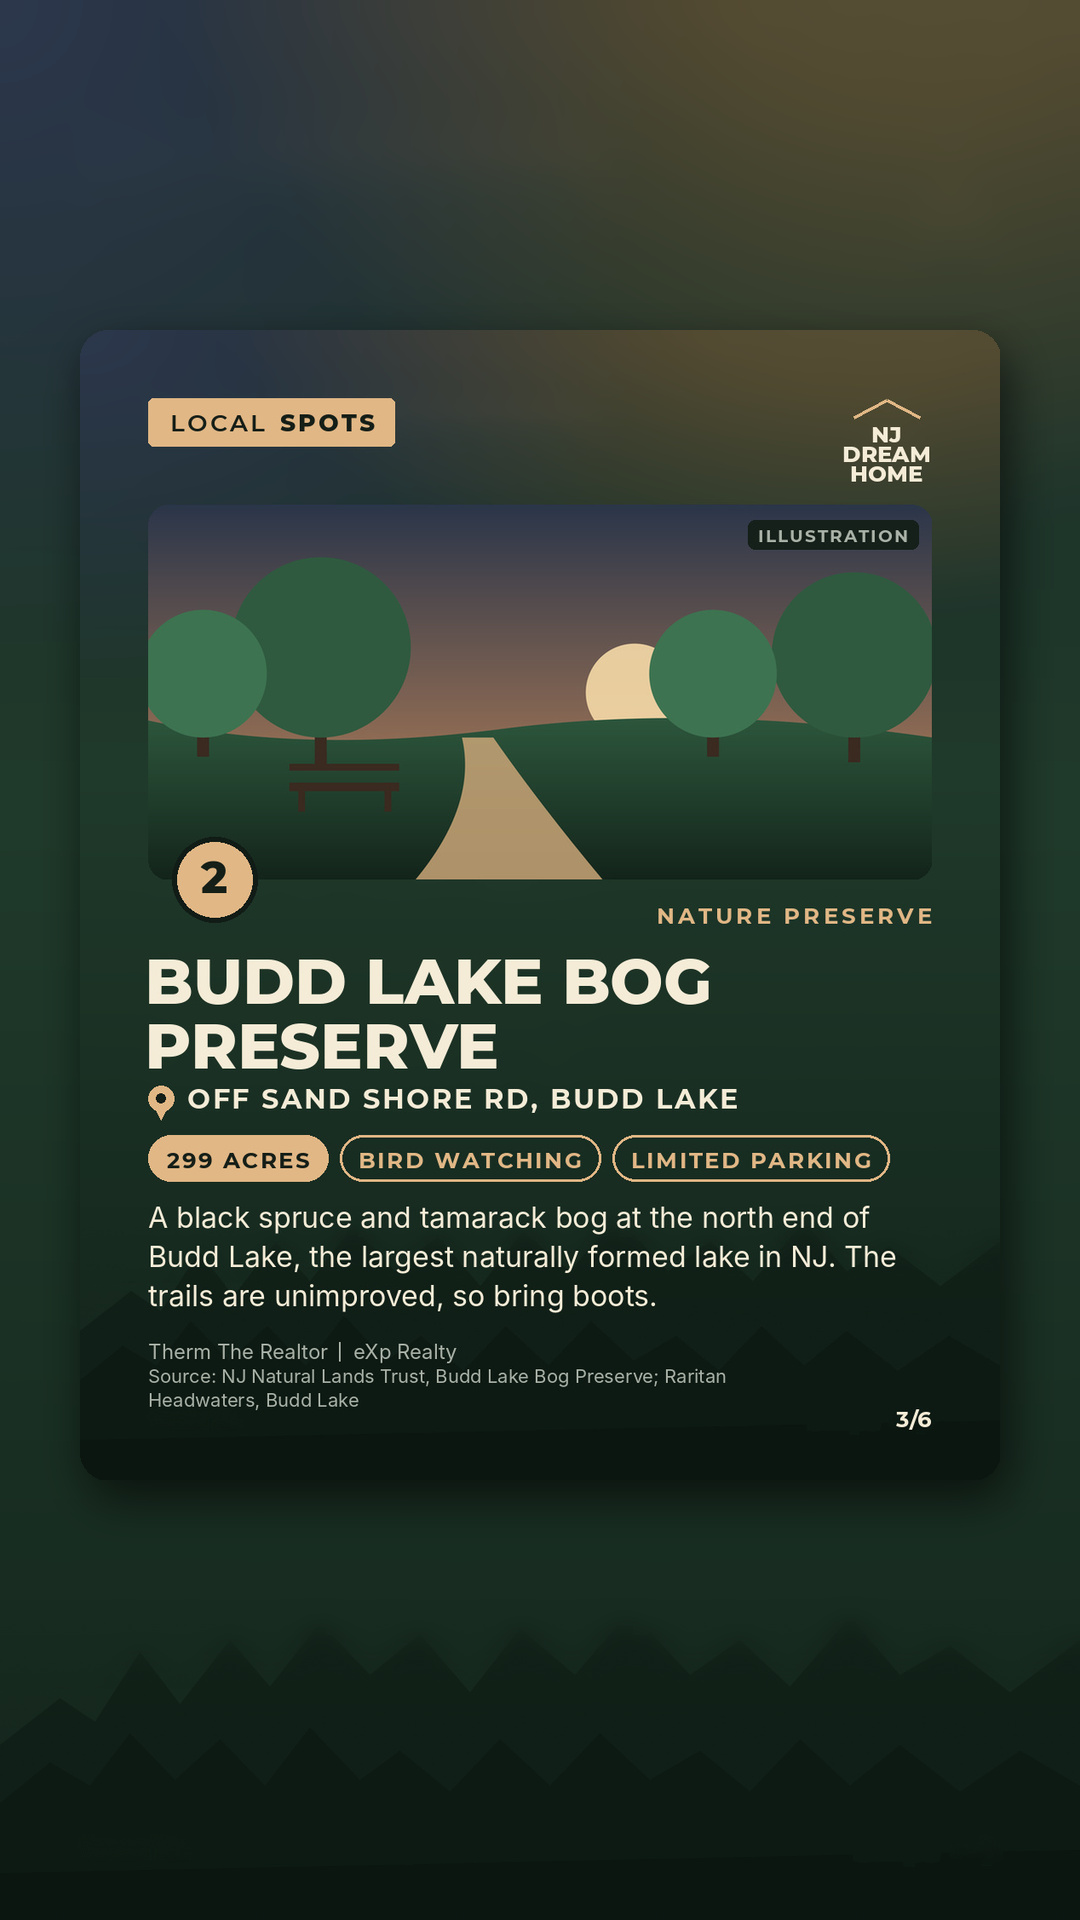 LOCAL SPOTS
NJ
DREAM
HOME
ILLUSTRATION
2
NATURE PRESERVE
BUDD LAKE BOG
PRESERVE
OFF SAND SHORE RD, BUDD LAKE
299 ACRES
BIRD WATCHING
LIMITED PARKING
A black spruce and tamarack bog at the north end of
Budd Lake, the largest naturally formed lake in NJ. The
trails are unimproved, so bring boots.
Therm The Realtor | eXp Realty
Source: NJ Natural Lands Trust, Budd Lake Bog Preserve; Raritan
Headwaters, Budd Lake
3/6